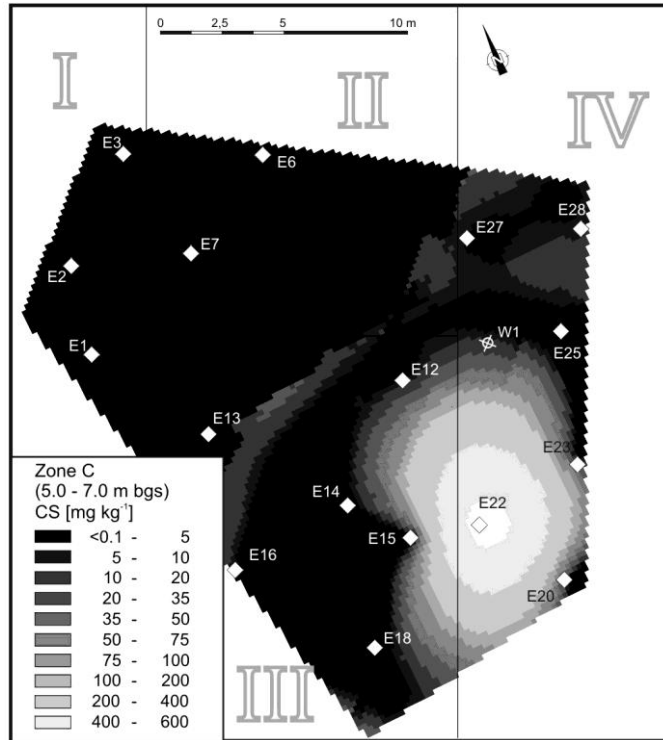 0 2,5 5 10 m
N
I
II
IV
E3
E6
E28
E27
E7
E2
W1
E1
E25
E12
E13
E23
E14
E22
E15
E16
E20
E18
III
Zone C
(5.0 - 7.0 m bgs)
CS [mg kg⁻¹]
<0.1 - 5
5 - 10
10 - 20
20 - 35
35 - 50
50 - 75
75 - 100
100 - 200
200 - 400
400 - 600